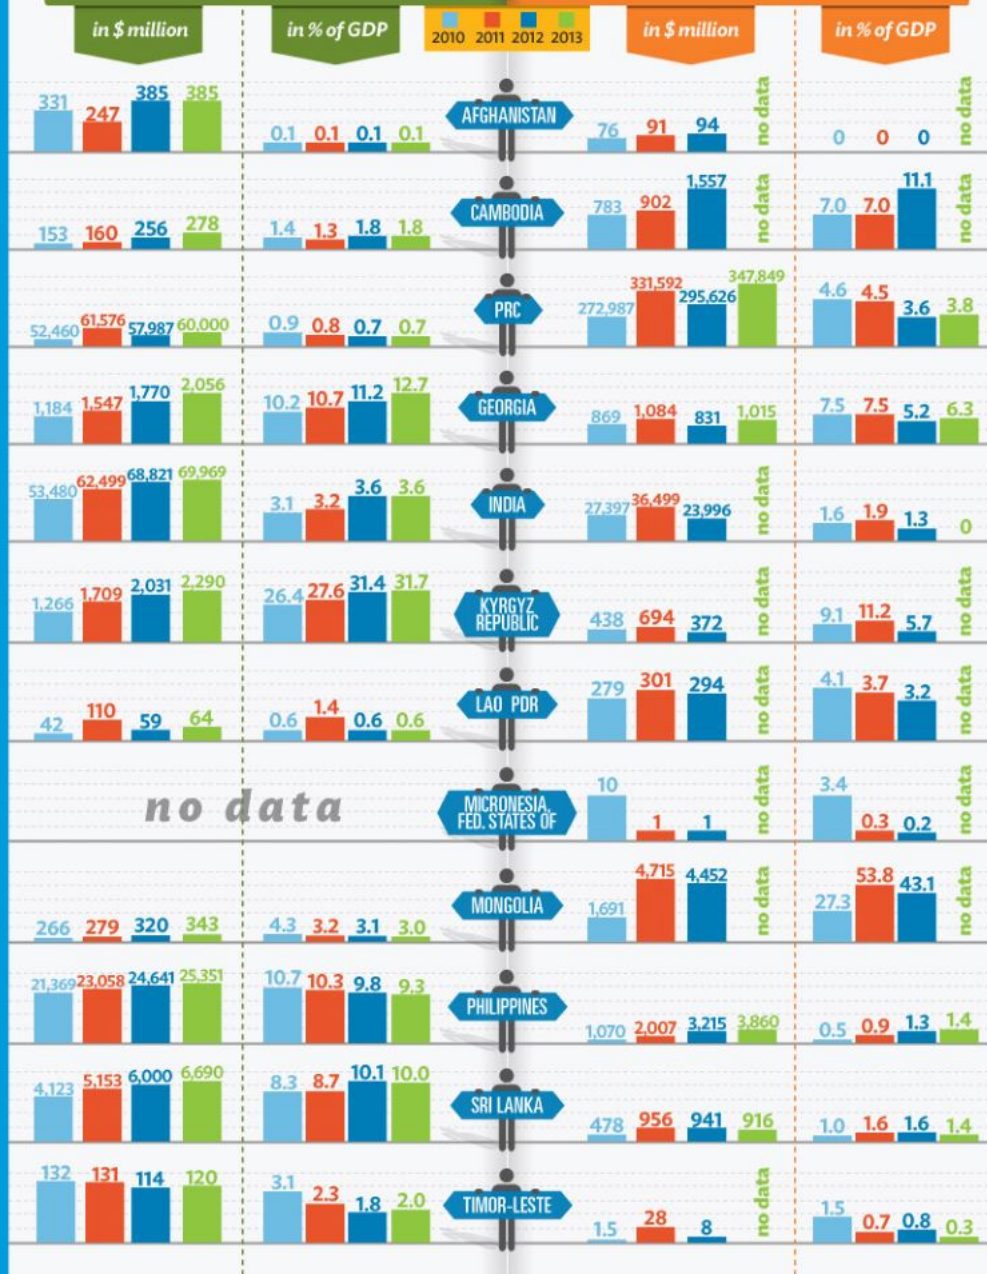 in $ million in % of GDP 2010 2011 2012 2013 in $ million in % of GDP
331 247 385 385 0.1 0.1 0.1 0.1 AFGHANISTAN 76 91 94 no data 0 0 0 no data
153 160 256 278 1.4 1.3 1.8 1.8 CAMBODIA 783 902 1,557 no data 7.0 7.0 11.1 no data
52,460 61,576 57,987 60,000 0.9 0.8 0.7 0.7 PRC 272,987 331,592 295,626 347,849 4.6 4.5 3.6 3.8
1,184 1,547 1,770 2,056 10.2 10.7 11.2 12.7 GEORGIA 869 1,084 831 1,015 7.5 7.5 5.2 6.3
53,480 62,499 68,821 69,969 3.1 3.2 3.6 3.6 INDIA 27,397 36,499 23,996 no data 1.6 1.9 1.3 0
1,266 1,709 2,031 2,290 26.4 27.6 31.4 31.7 KYRGYZ
REPUBLIC 438 694 372 no data 9.1 11.2 5.7 no data
42 110 59 64 0.6 1.4 0.6 0.6 LAO PDR 279 301 294 no data 4.1 3.7 3.2 no data
no data MICRONESIA,
FED. STATES OF 10 1 1 no data 3.4 0.3 0.2 no data
266 279 320 343 4.3 3.2 3.1 3.0 MONGOLIA 1,691 4,715 4,452 no data 27.3 53.8 43.1 no data
21,369 23,058 24,641 25,351 10.7 10.3 9.8 9.3 PHILIPPINES 1,070 2,007 3,215 3,860 0.5 0.9 1.3 1.4
4,123 5,153 6,000 6,690 8.3 8.7 10.1 10.0 SRI LANKA 478 956 941 916 1.0 1.6 1.6 1.4
132 131 114 120 3.1 2.3 1.8 2.0 TIMOR-LESTE 1.5 28 8 no data 1.5 0.7 0.8 0.3